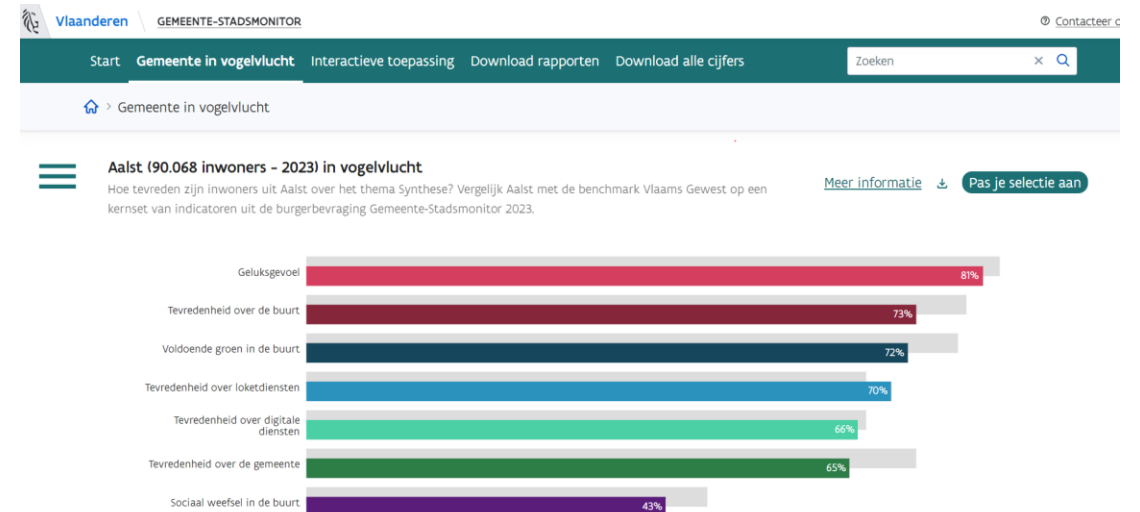 Vlaanderen GEMEENTE-STADSMONITOR Contacteer
Start Gemeente in vogelvlucht Interactieve toepassing Download rapporten Download alle cijfers Zoeken
Gemeente in vogelvlucht
Aalst (90.068 inwoners - 2023) in vogelvlucht
Hoe tevreden zijn inwoners uit Aalst over het thema Synthese? Vergelijk Aalst met de benchmark Vlaams Gewest op een
kernset van indicatoren uit de burgerbevraging Gemeente-Stadsmonitor 2023.
Meer informatie Pas je selectie aan
Geluksgevoel 81%
Tevredenheid over de buurt 73%
Voldoende groen in de buurt 72%
Tevredenheid over loketdiensten 70%
Tevredenheid over digitale
diensten 66%
Tevredenheid over de gemeente 65%
Sociaal weefsel in de buurt 43%